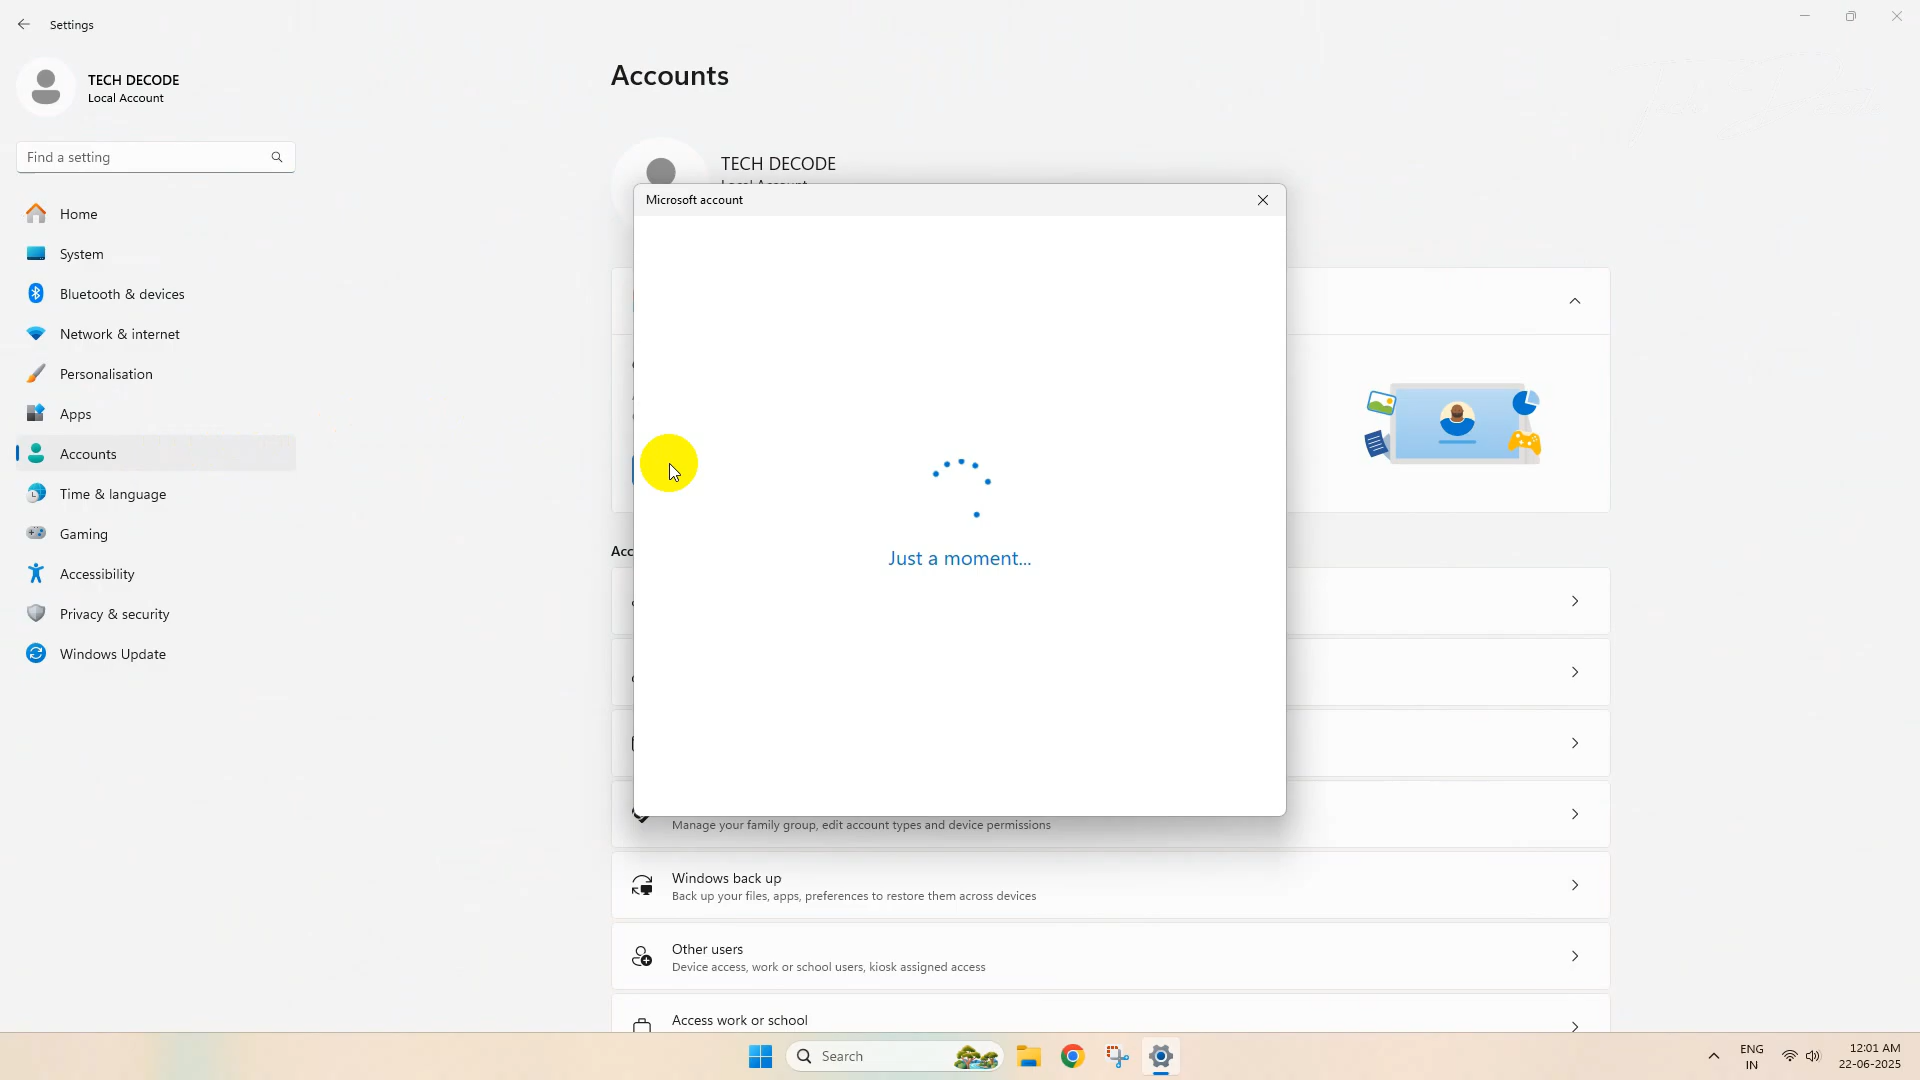 Settings
TECH DECODE
Local Account
Find a setting
Home
System
Bluetooth & devices
Network & internet
Personalisation
Apps
Accounts
Time & language
Gaming
Accessibility
Privacy & security
Windows Update
Accounts
TECH DECODE
Local Account
Microsoft account
Just a moment...
Acc
Manage your family group, edit account types and device permissions
Windows back up
Back up your files, apps, preferences to restore them across devices
Other users
Device access, work or school users, kiosk assigned access
Access work or school
Search
ENG
IN
12:01 AM
22-06-2025